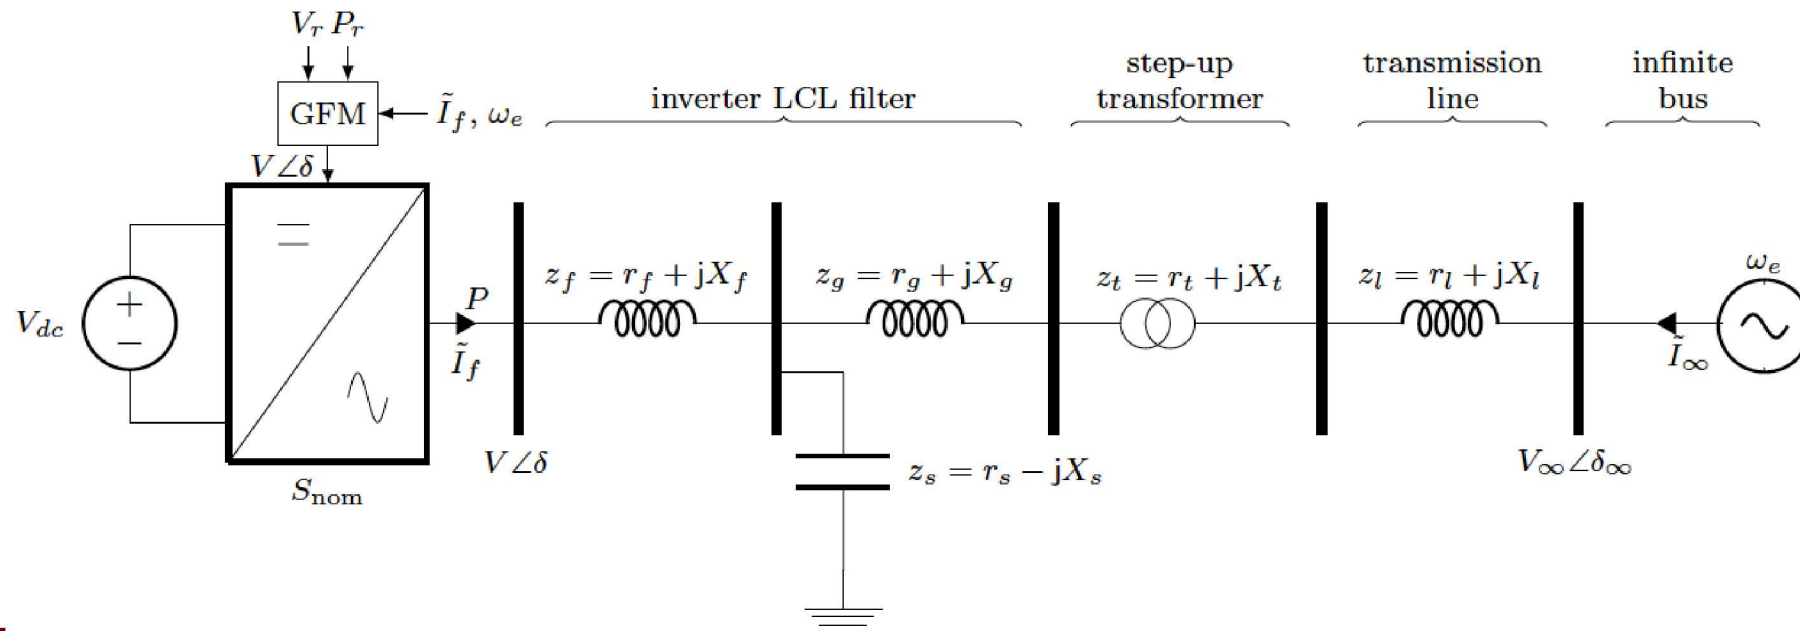 V_r P_r
GFM
Ĩ_f, ω_e
V∠δ
inverter LCL filter
step-up
transformer
transmission
line
infinite
bus
V_dc
+
−
P
Ĩ_f
z_f = r_f + jX_f
z_g = r_g + jX_g
z_t = r_t + jX_t
z_l = r_l + jX_l
ω_e
Ĩ_∞
V∠δ
z_s = r_s − jX_s
V_∞∠δ_∞
S_nom